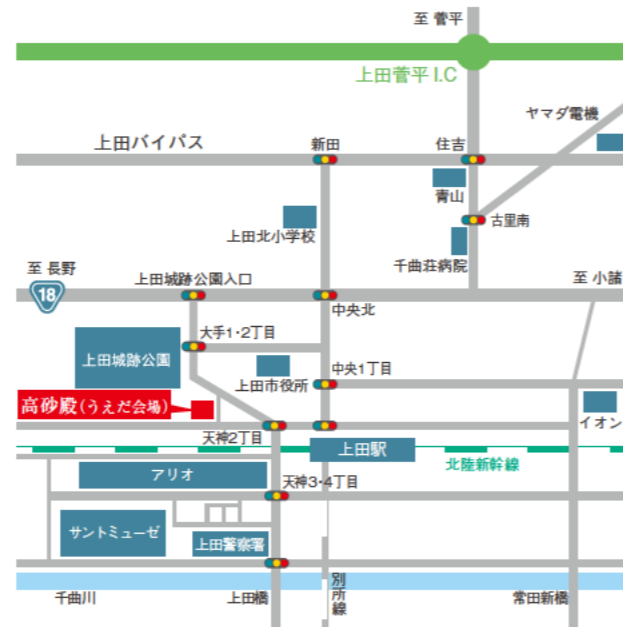 至 菅平
上田菅平 I.C
ヤマダ電機
上田バイパス
新田
住吉
青山
古里南
上田北小学校
千曲荘病院
至 長野
18
上田城跡公園入口
至 小諸
中央北
大手1・2丁目
上田城跡公園
上田市役所
中央1丁目
高砂殿(うえだ会場)
イオン
天神2丁目
上田駅
北陸新幹線
アリオ
天神3・4丁目
サントミューゼ
上田警察署
千曲川
上田橋
別所線
常田新橋